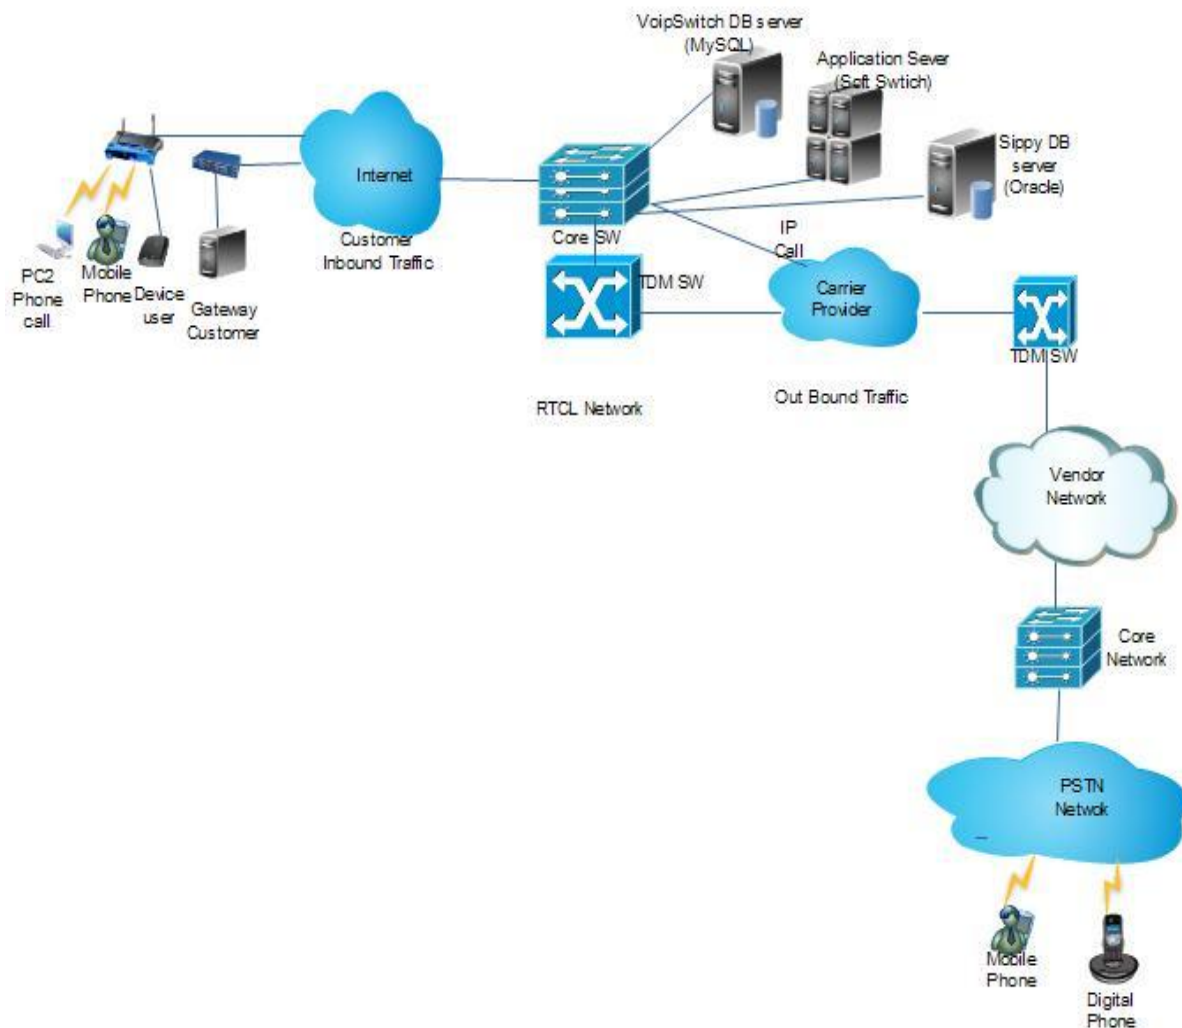 VoipSwitch DB server
(MySQL)
Application Sever
(Soft Swtich)
Sippy DB
server
(Oracle)
Internet
Core SW
Customer
Inbound Traffic
IP
Call
PC2
Phone
call
Mobile
Phone
Device
user
Gateway
Customer
TDM SW
Carrier
Provider
TDM SW
RTCL Network
Out Bound Traffic
Vendor
Network
Core
Network
PSTN
Netwok
Mobile
Phone
Digital
Phone